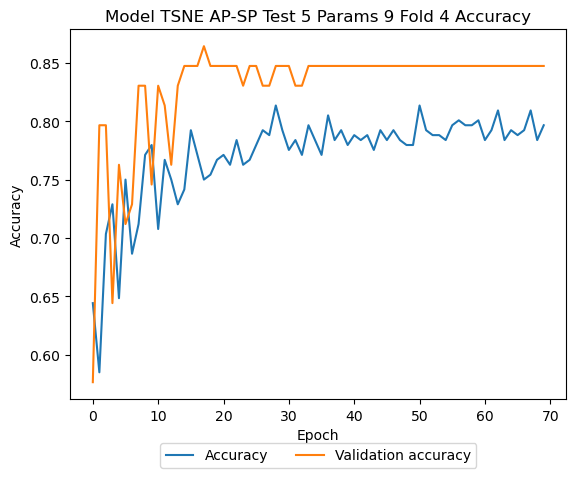 Model TSNE AP-SP Test 5 Params 9 Fold 4 Accuracy
0.85
0.80
0.75
0.70
0.65
0.60
Accuracy
0 10 20 30 40 50 60 70
Epoch
Accuracy Validation accuracy